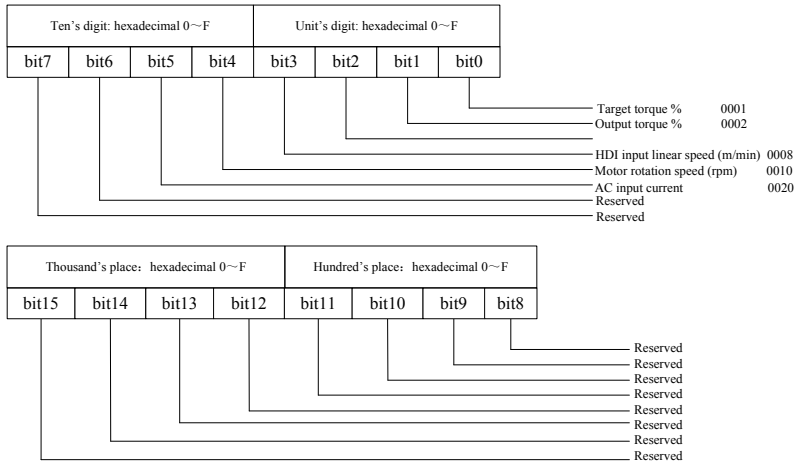 Ten's digit: hexadecimal 0～F Unit's digit: hexadecimal 0～F
bit7 bit6 bit5 bit4 bit3 bit2 bit1 bit0
Target torque % 0001
Output torque % 0002
HDI input linear speed (m/min) 0008
Motor rotation speed (rpm) 0010
AC input current 0020
Reserved
Reserved
Thousand's place：hexadecimal 0～F Hundred's place：hexadecimal 0～F
bit15 bit14 bit13 bit12 bit11 bit10 bit9 bit8
Reserved
Reserved
Reserved
Reserved
Reserved
Reserved
Reserved
Reserved